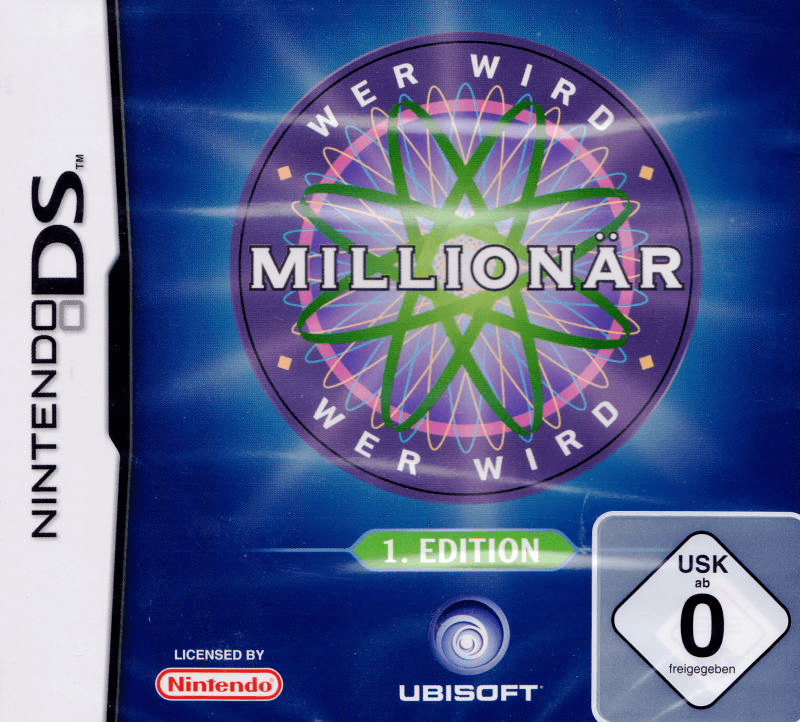 NINTENDO DS™
WER WIRD
MILLIONÄR
WER WIRD
1. EDITION
LICENSED BY
Nintendo®
UBISOFT®
USK
ab
0
freigegeben